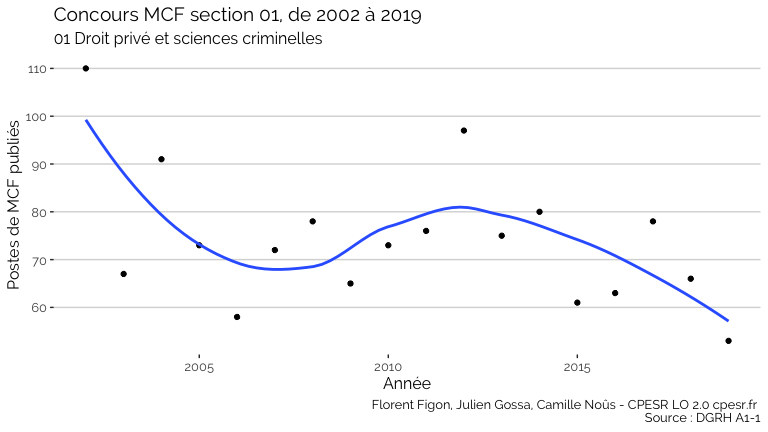 Concours MCF section 01, de 2002 à 2019
01 Droit privé et sciences criminelles
Postes de MCF publiés
110
100
90
80
70
60
2005 2010 2015
Année
Florent Figon, Julien Gossa, Camille Noûs - CPESR LO 2.0 cpesr.fr
Source : DGRH A1-1